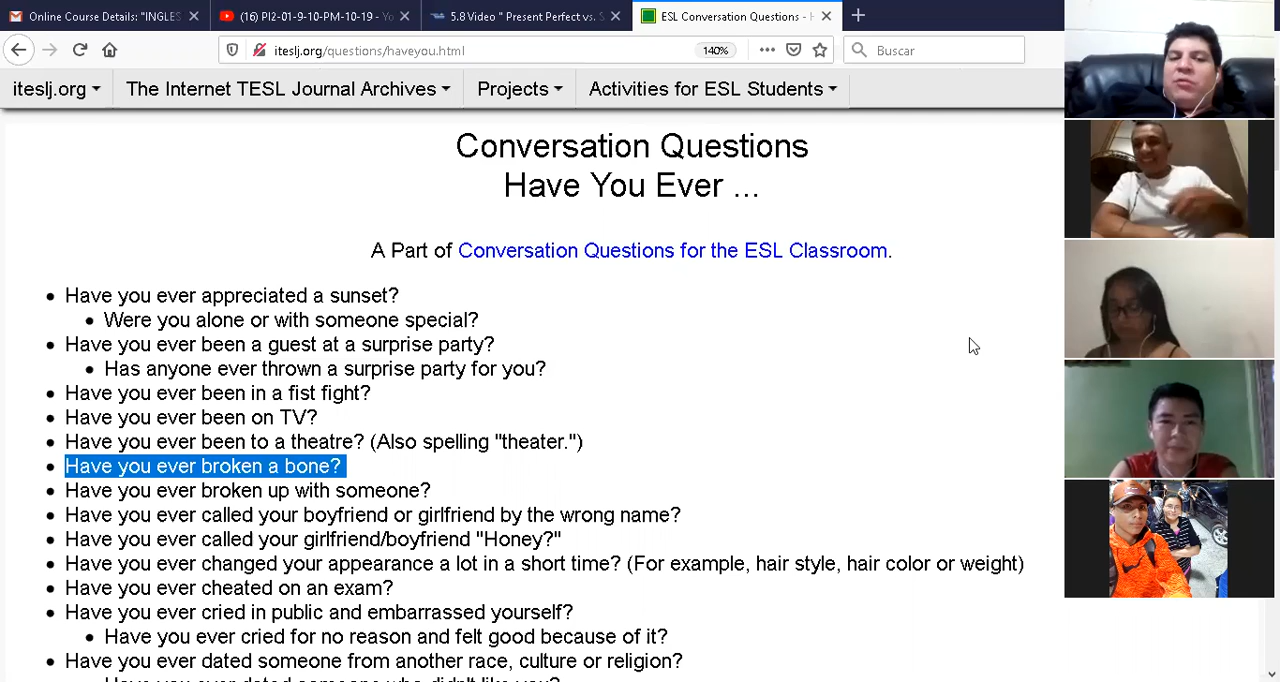 Online Course Details: "INGLES
(16) PI2-01-9-10-PM-10-19 - Yo
5.8 Video " Present Perfect vs. S
ESL Conversation Questions - H
iteslj.org/questions/haveyou.html
140%
Buscar
iteslj.org
The Internet TESL Journal Archives
Projects
Activities for ESL Students
Conversation Questions
Have You Ever ...
A Part of Conversation Questions for the ESL Classroom.
Have you ever appreciated a sunset?
Were you alone or with someone special?
Have you ever been a guest at a surprise party?
Has anyone ever thrown a surprise party for you?
Have you ever been in a fist fight?
Have you ever been on TV?
Have you ever been to a theatre? (Also spelling "theater.")
Have you ever broken a bone?
Have you ever broken up with someone?
Have you ever called your boyfriend or girlfriend by the wrong name?
Have you ever called your girlfriend/boyfriend "Honey?"
Have you ever changed your appearance a lot in a short time? (For example, hair style, hair color or weight)
Have you ever cheated on an exam?
Have you ever cried in public and embarrassed yourself?
Have you ever cried for no reason and felt good because of it?
Have you ever dated someone from another race, culture or religion?
Have you ever dated someone who didn't like you?